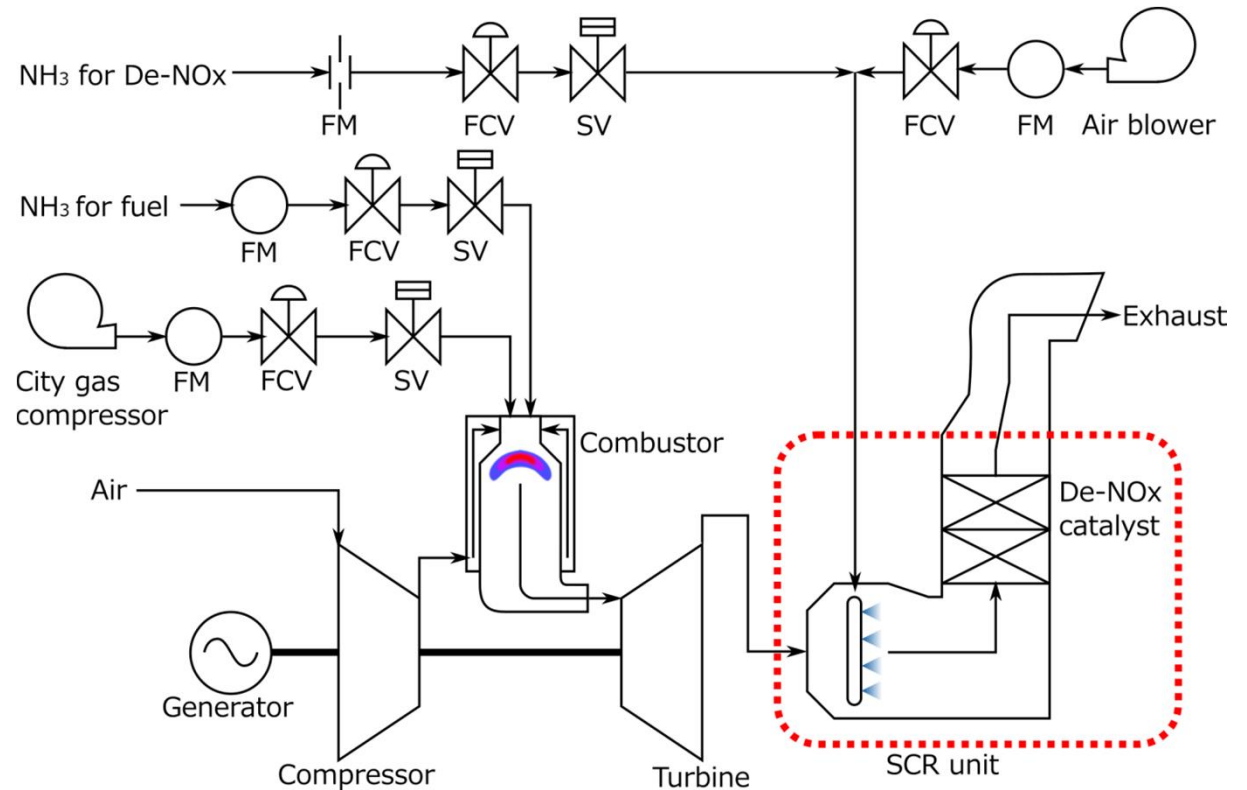 NH3 for De-NOx
FM
FCV
SV
FCV
FM
Air blower
NH3 for fuel
FM
FCV
SV
City gas
compressor
FM
FCV
SV
Exhaust
Combustor
De-NOx
catalyst
Air
Generator
Compressor
Turbine
SCR unit